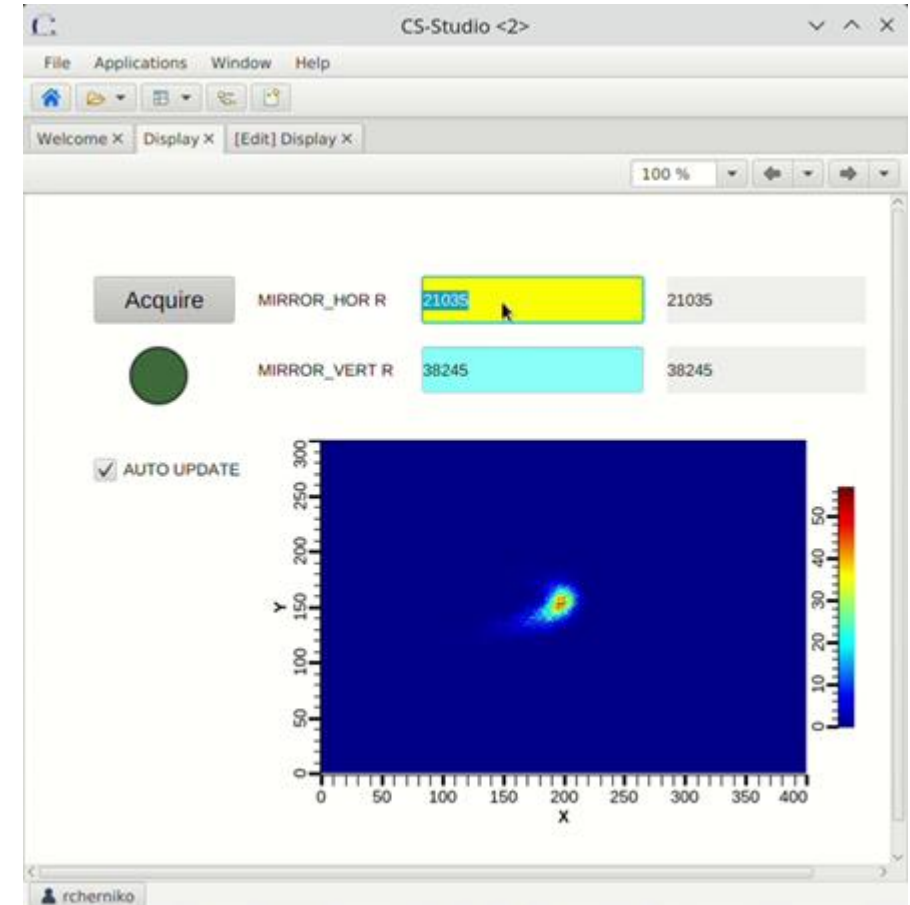 CS-Studio <2>
File Applications Window Help
Welcome × Display × [Edit] Display ×
100 %
Acquire MIRROR_HOR R 21035 21035
MIRROR_VERT R 38245 38245
AUTO UPDATE
300
250
200
150
100
50
0
Y
0 50 100 150 200 250 300 350 400
X
50
40
30
20
10
0
rcherniko